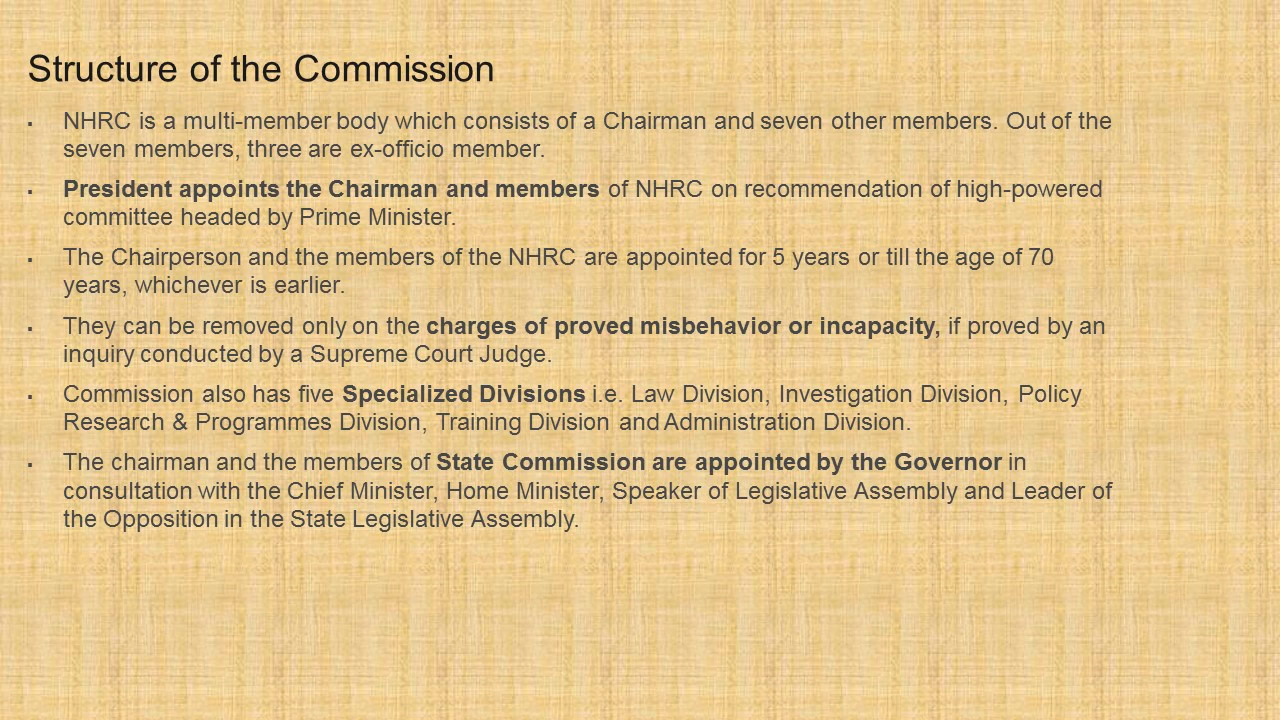 Structure of the Commission
▪ NHRC is a multi-member body which consists of a Chairman and seven other members. Out of the
seven members, three are ex-officio member.
▪ President appoints the Chairman and members of NHRC on recommendation of high-powered
committee headed by Prime Minister.
▪ The Chairperson and the members of the NHRC are appointed for 5 years or till the age of 70
years, whichever is earlier.
▪ They can be removed only on the charges of proved misbehavior or incapacity, if proved by an
inquiry conducted by a Supreme Court Judge.
▪ Commission also has five Specialized Divisions i.e. Law Division, Investigation Division, Policy
Research & Programmes Division, Training Division and Administration Division.
▪ The chairman and the members of State Commission are appointed by the Governor in
consultation with the Chief Minister, Home Minister, Speaker of Legislative Assembly and Leader of
the Opposition in the State Legislative Assembly.